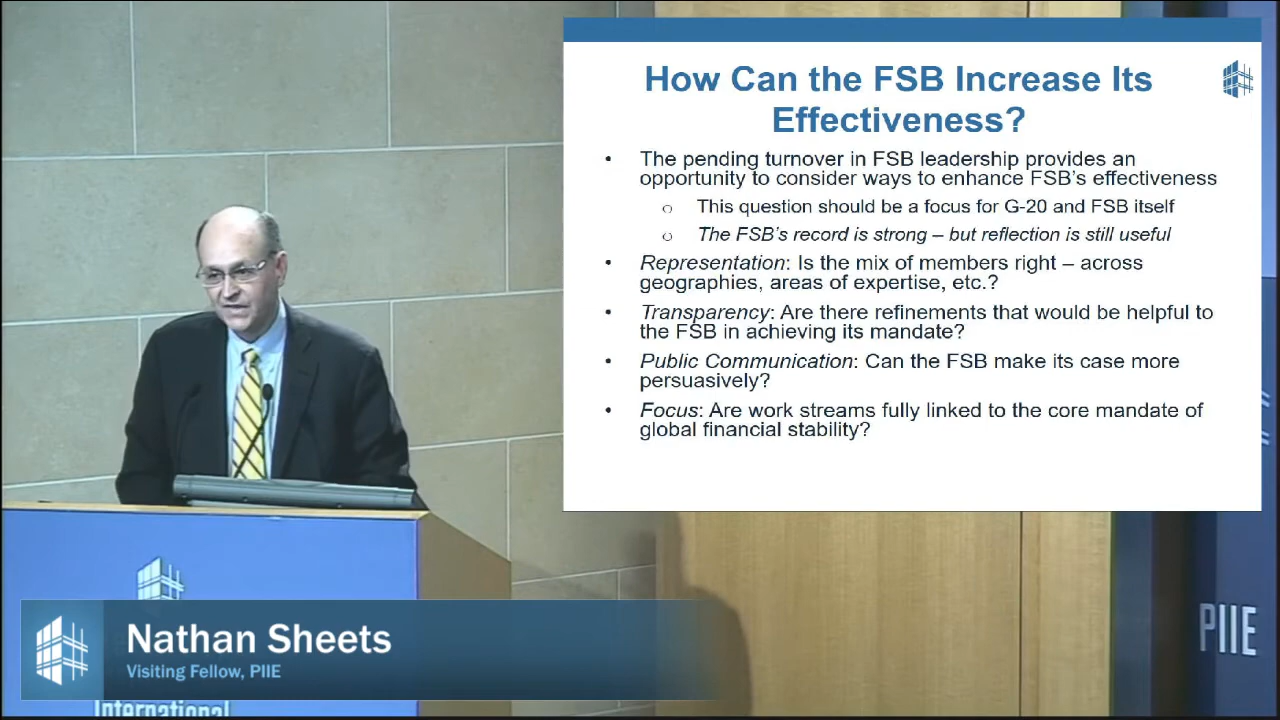 How Can the FSB Increase Its
Effectiveness?
• The pending turnover in FSB leadership provides an
opportunity to consider ways to enhance FSB's effectiveness
o This question should be a focus for G-20 and FSB itself
o The FSB's record is strong – but reflection is still useful
• Representation: Is the mix of members right – across
geographies, areas of expertise, etc.?
• Transparency: Are there refinements that would be helpful to
the FSB in achieving its mandate?
• Public Communication: Can the FSB make its case more
persuasively?
• Focus: Are work streams fully linked to the core mandate of
global financial stability?
Nathan Sheets
Visiting Fellow, PIIE
International
PIIE